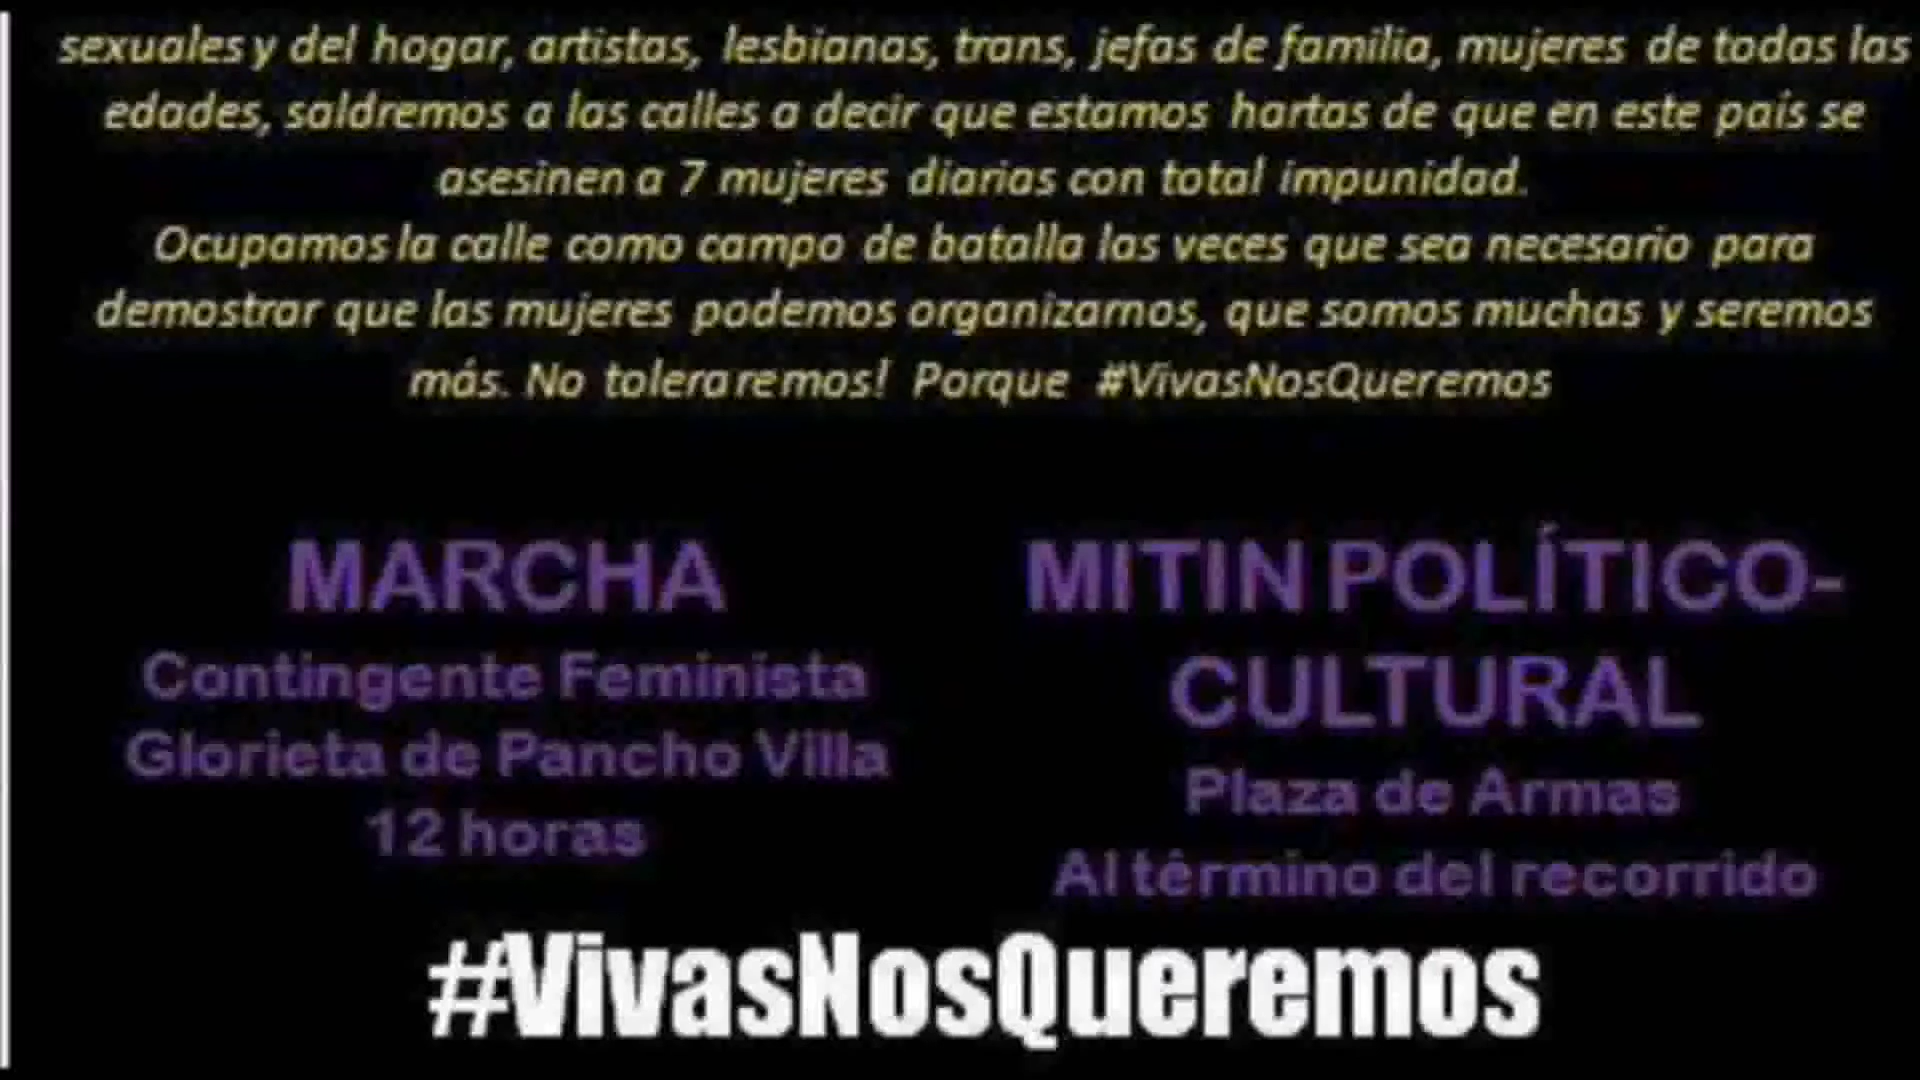 sexuales y del hogar, artistas, lesbianas, trans, jefas de familia, mujeres de todas las
edades, saldremos a las calles a decir que estamos hartas de que en este país se
asesinen a 7 mujeres diarias con total impunidad.
Ocupamos la calle como campo de batalla las veces que sea necesario para
demostrar que las mujeres podemos organizarnos, que somos muchas y seremos
más. No toleraremos! Porque #VivasNosQueremos
MARCHA
Contingente Feminista
Glorieta de Pancho Villa
12 horas
MITIN POLÍTICO-
CULTURAL
Plaza de Armas
Al término del recorrido
#VivasNosQueremos